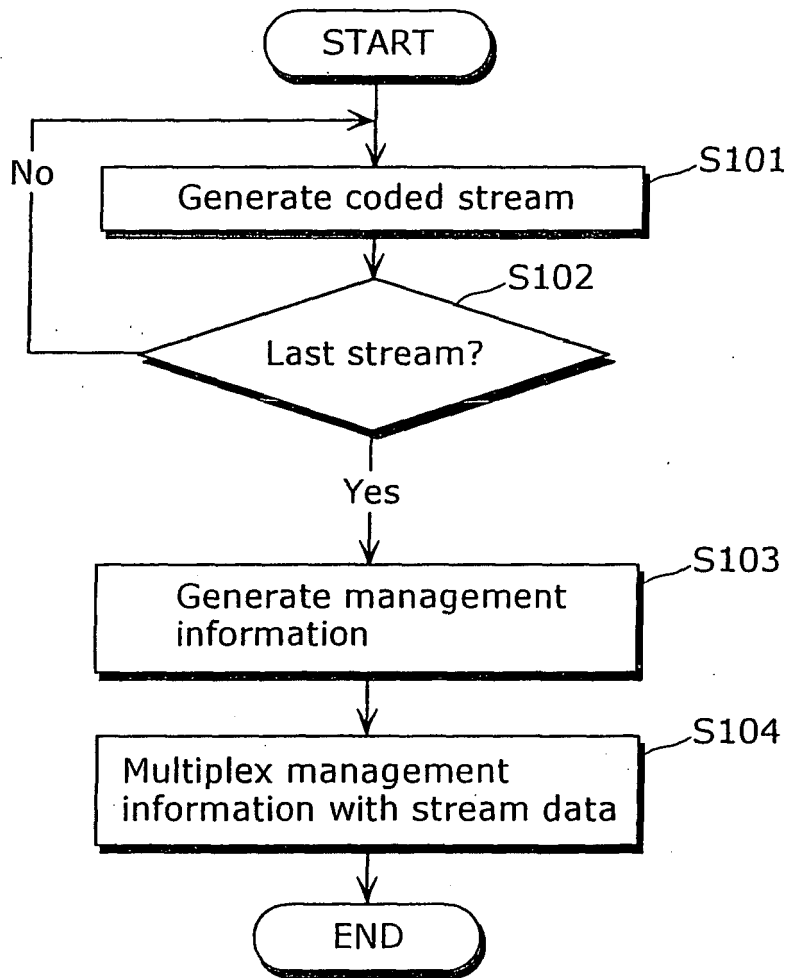 START
No
S101
Generate coded stream
S102
Last stream?
Yes
S103
Generate management
information
S104
Multiplex management
information with stream data
END